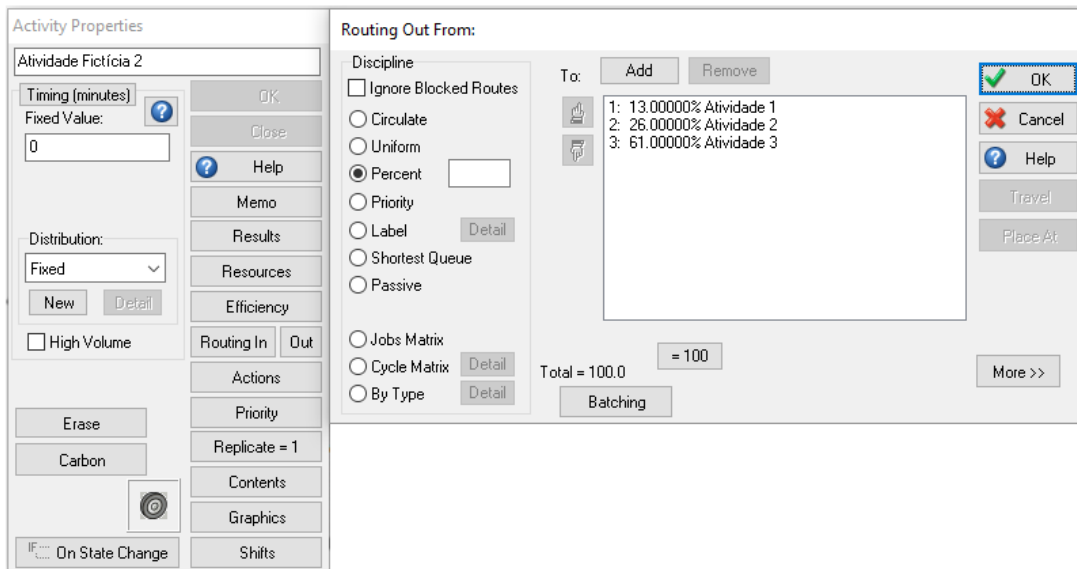 Activity Properties
Atividade Fictícia 2
Timing (minutes)
Fixed Value:
0
Distribution:
Fixed
New
Detail
High Volume
Erase
Carbon
IF
On State Change
OK
Close
Help
Memo
Results
Resources
Efficiency
Routing In
Out
Actions
Priority
Replicate = 1
Contents
Graphics
Shifts
Routing Out From:
Discipline
Ignore Blocked Routes
Circulate
Uniform
Percent
Priority
Label
Detail
Shortest Queue
Passive
Jobs Matrix
Cycle Matrix
Detail
By Type
Detail
To:
Add
Remove
1: 13.00000% Atividade 1
2: 26.00000% Atividade 2
3: 61.00000% Atividade 3
Total = 100.0
= 100
Batching
OK
Cancel
Help
Travel
Place At
More >>